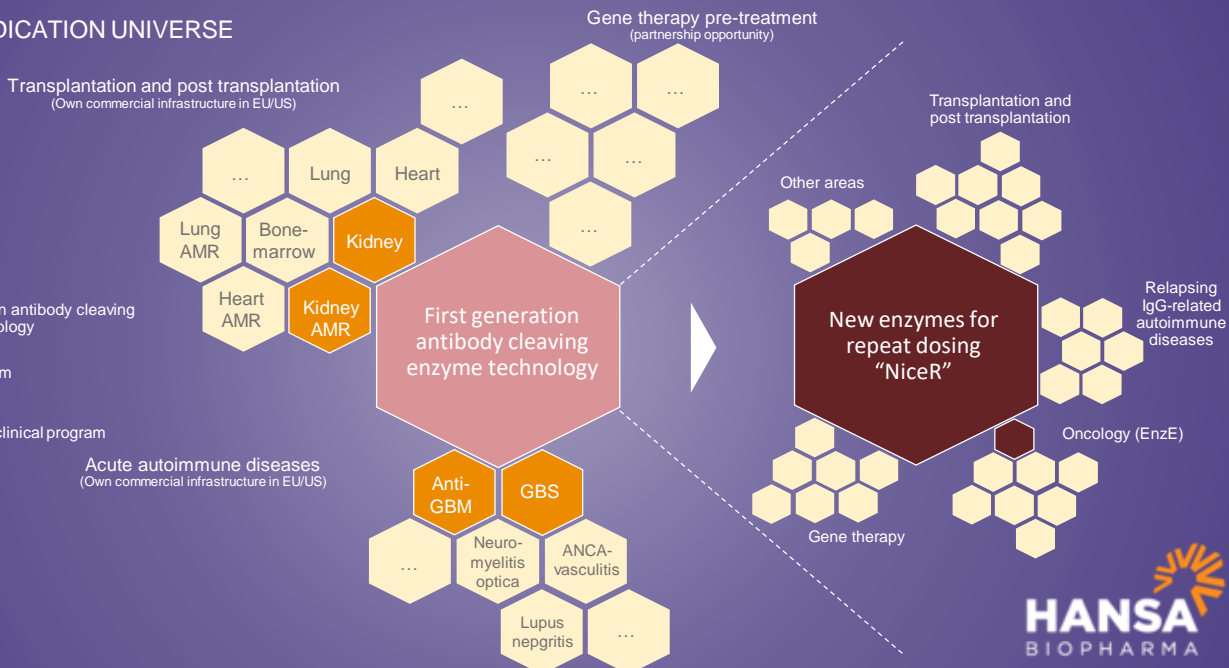 DICATION UNIVERSE
Gene therapy pre-treatment
(partnership opportunity)
Transplantation and post transplantation
(Own commercial infrastructure in EU/US)
...
...
...
...
...
...
...
Lung
Heart
Lung
AMR
Bone-
marrow
Kidney
Heart
AMR
Kidney
AMR
n antibody cleaving
ology
m
clinical program
First generation
antibody cleaving
enzyme technology
Acute autoimmune diseases
(Own commercial infrastructure in EU/US)
Anti-
GBM
GBS
...
Neuro-
myelitis
optica
ANCA-
vasculitis
Lupus
nepgritis
...
Transplantation and
post transplantation
Other areas
New enzymes for
repeat dosing
“NiceR”
Relapsing
IgG-related
autoimmune
diseases
Oncology (EnzE)
Gene therapy
HANSA
BIOPHARMA